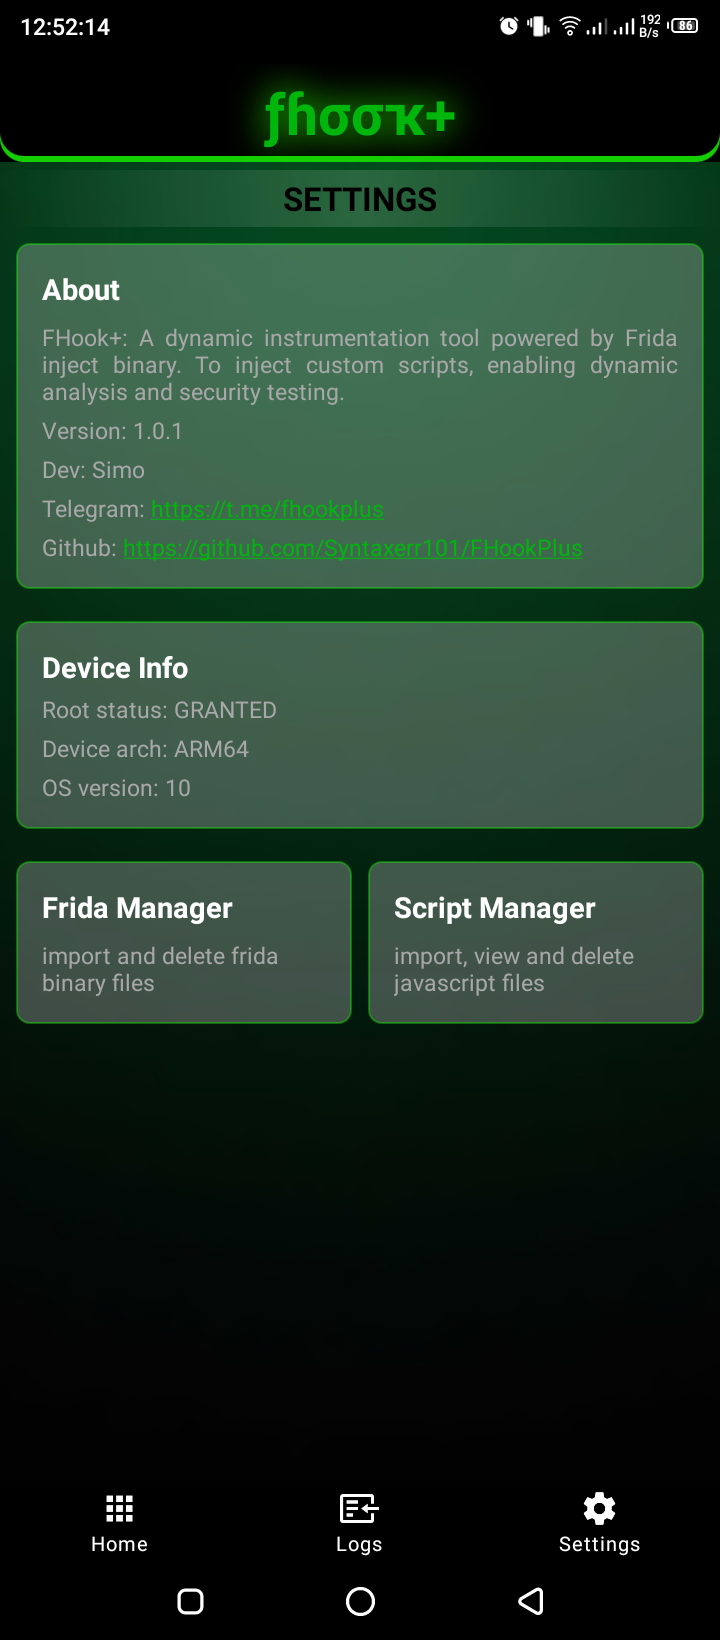 12:52:14
192
B/s
86
ƒɦσσҡ+
SETTINGS
About
FHook+: A dynamic instrumentation tool powered by Frida
inject binary. To inject custom scripts, enabling dynamic
analysis and security testing.
Version: 1.0.1
Dev: Simo
Telegram: https://t.me/fhookplus
Github: https://github.com/Syntaxerr101/FHookPlus
Device Info
Root status: GRANTED
Device arch: ARM64
OS version: 10
Frida Manager
import and delete frida
binary files
Script Manager
import, view and delete
javascript files
Home
Logs
Settings